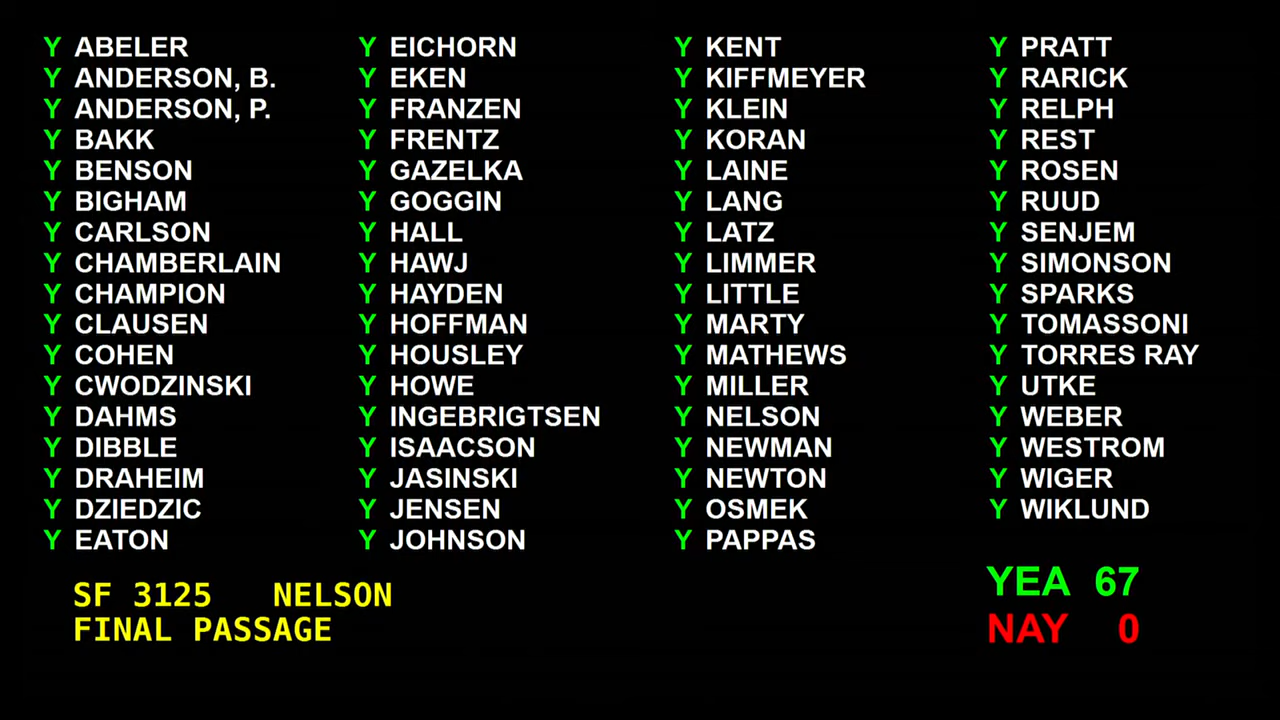 Y ABELER Y EICHORN Y KENT Y PRATT
Y ANDERSON, B. Y EKEN Y KIFFMEYER Y RARICK
Y ANDERSON, P. Y FRANZEN Y KLEIN Y RELPH
Y BAKK Y FRENTZ Y KORAN Y REST
Y BENSON Y GAZELKA Y LAINE Y ROSEN
Y BIGHAM Y GOGGIN Y LANG Y RUUD
Y CARLSON Y HALL Y LATZ Y SENJEM
Y CHAMBERLAIN Y HAWJ Y LIMMER Y SIMONSON
Y CHAMPION Y HAYDEN Y LITTLE Y SPARKS
Y CLAUSEN Y HOFFMAN Y MARTY Y TOMASSONI
Y COHEN Y HOUSLEY Y MATHEWS Y TORRES RAY
Y CWODZINSKI Y HOWE Y MILLER Y UTKE
Y DAHMS Y INGEBRIGTSEN Y NELSON Y WEBER
Y DIBBLE Y ISAACSON Y NEWMAN Y WESTROM
Y DRAHEIM Y JASINSKI Y NEWTON Y WIGER
Y DZIEDZIC Y JENSEN Y OSMEK Y WIKLUND
Y EATON Y JOHNSON Y PAPPAS
SF 3125 NELSON YEA 67
FINAL PASSAGE NAY 0